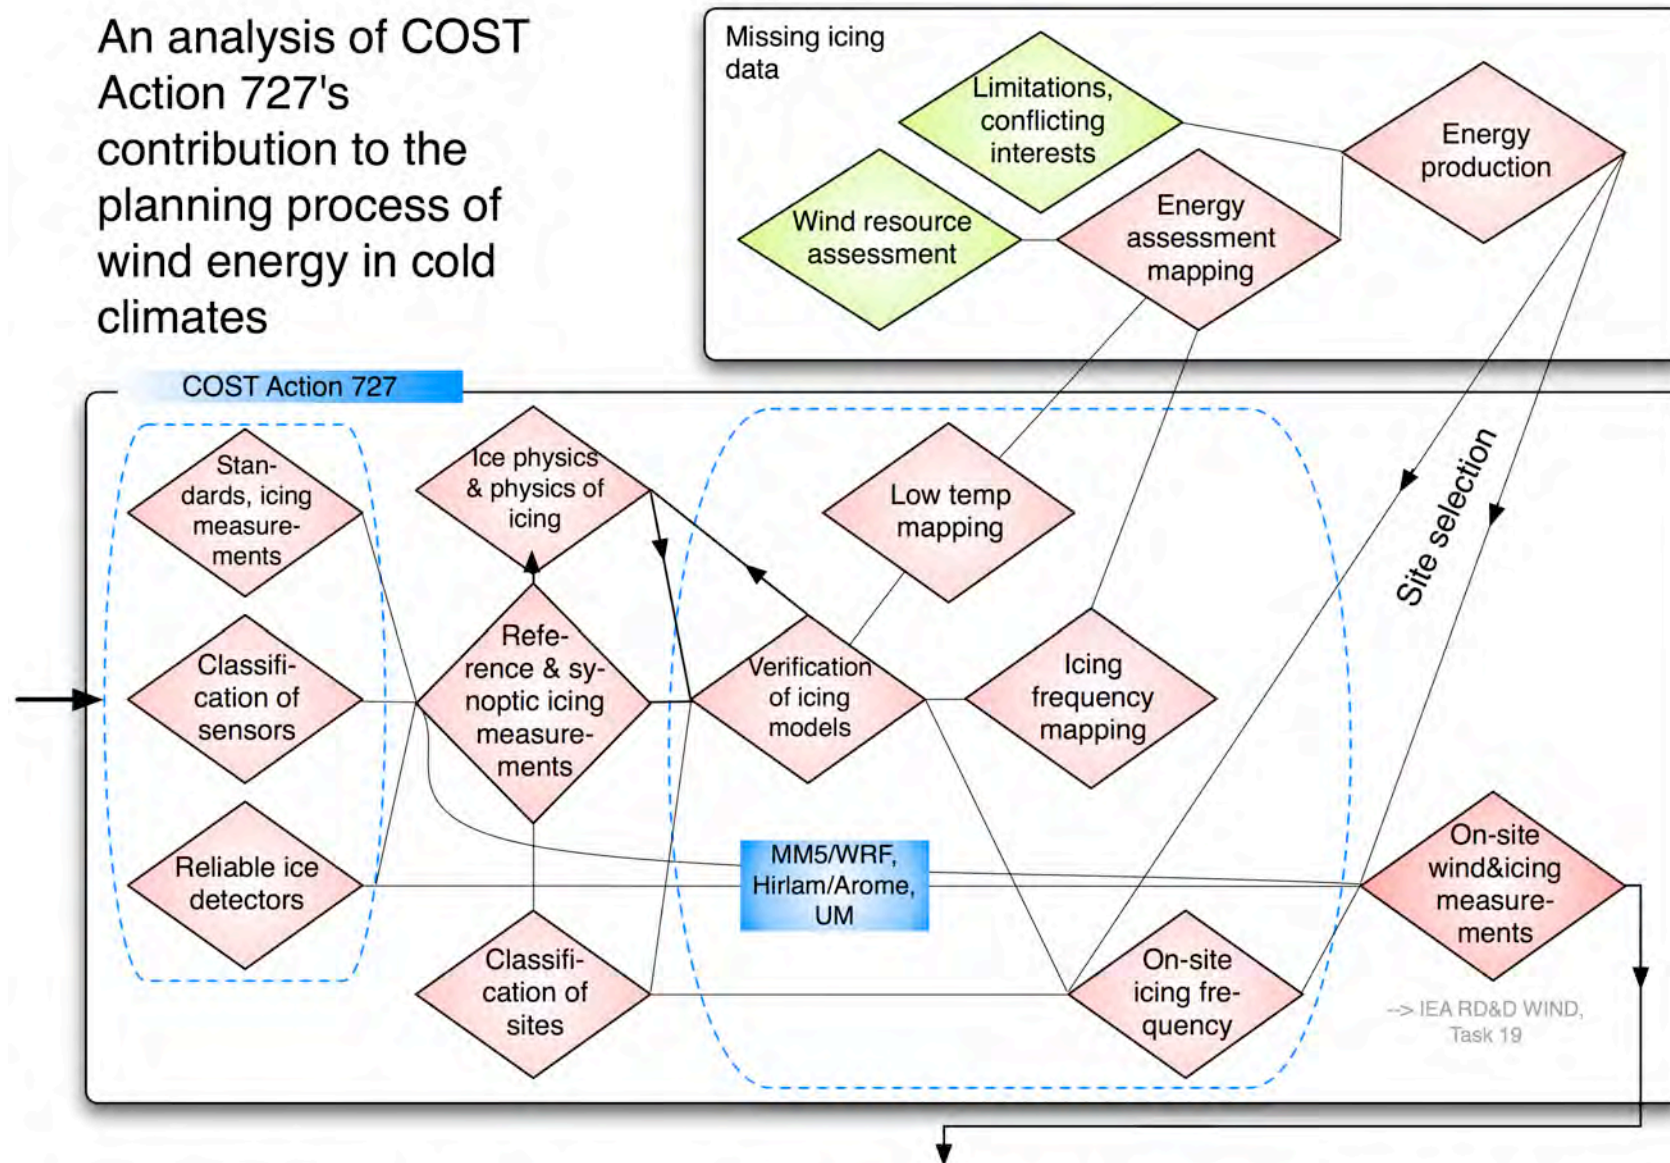 An analysis of COST
Action 727's
contribution to the
planning process of
wind energy in cold
climates
Missing icing
data
Limitations,
conflicting
interests
Energy
production
Wind resource
assessment
Energy
assessment
mapping
COST Action 727
Stan-
dards, icing
measure-
ments
Ice physics
& physics of
icing
Low temp
mapping
Site selection
Classifi-
cation of
sensors
Refe-
rence & sy-
noptic icing
measure-
ments
Verification
of icing
models
Icing
frequency
mapping
Reliable ice
detectors
MM5/WRF,
Hirlam/Arome,
UM
On-site
wind&icing
measure-
ments
Classifi-
cation of
sites
On-site
icing fre-
quency
--> IEA RD&D WIND,
Task 19